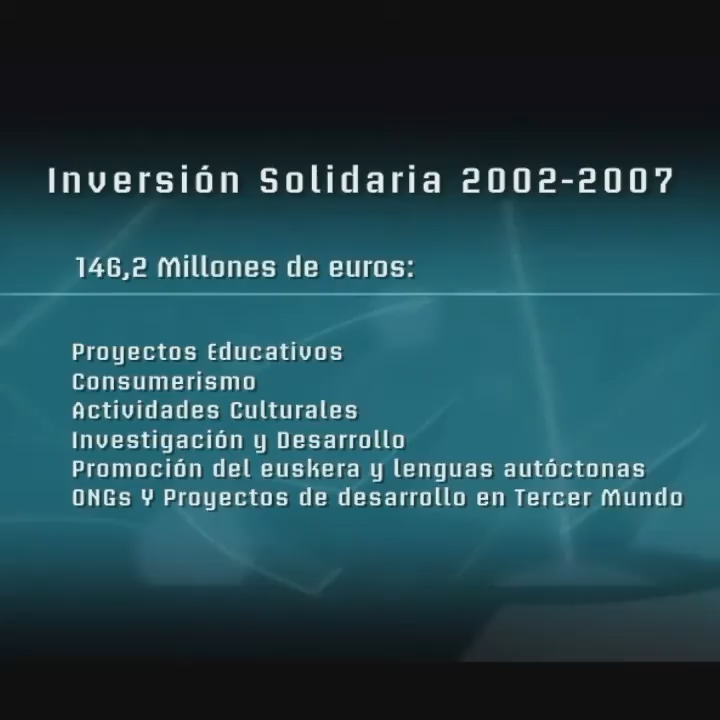 Inversión Solidaria 2002-2007
146,2 Millones de euros:
Proyectos Educativos
Consumerismo
Actividades Culturales
Investigación y Desarrollo
Promoción del euskera y lenguas autóctonas
ONGs Y Proyectos de desarrollo en Tercer Mundo